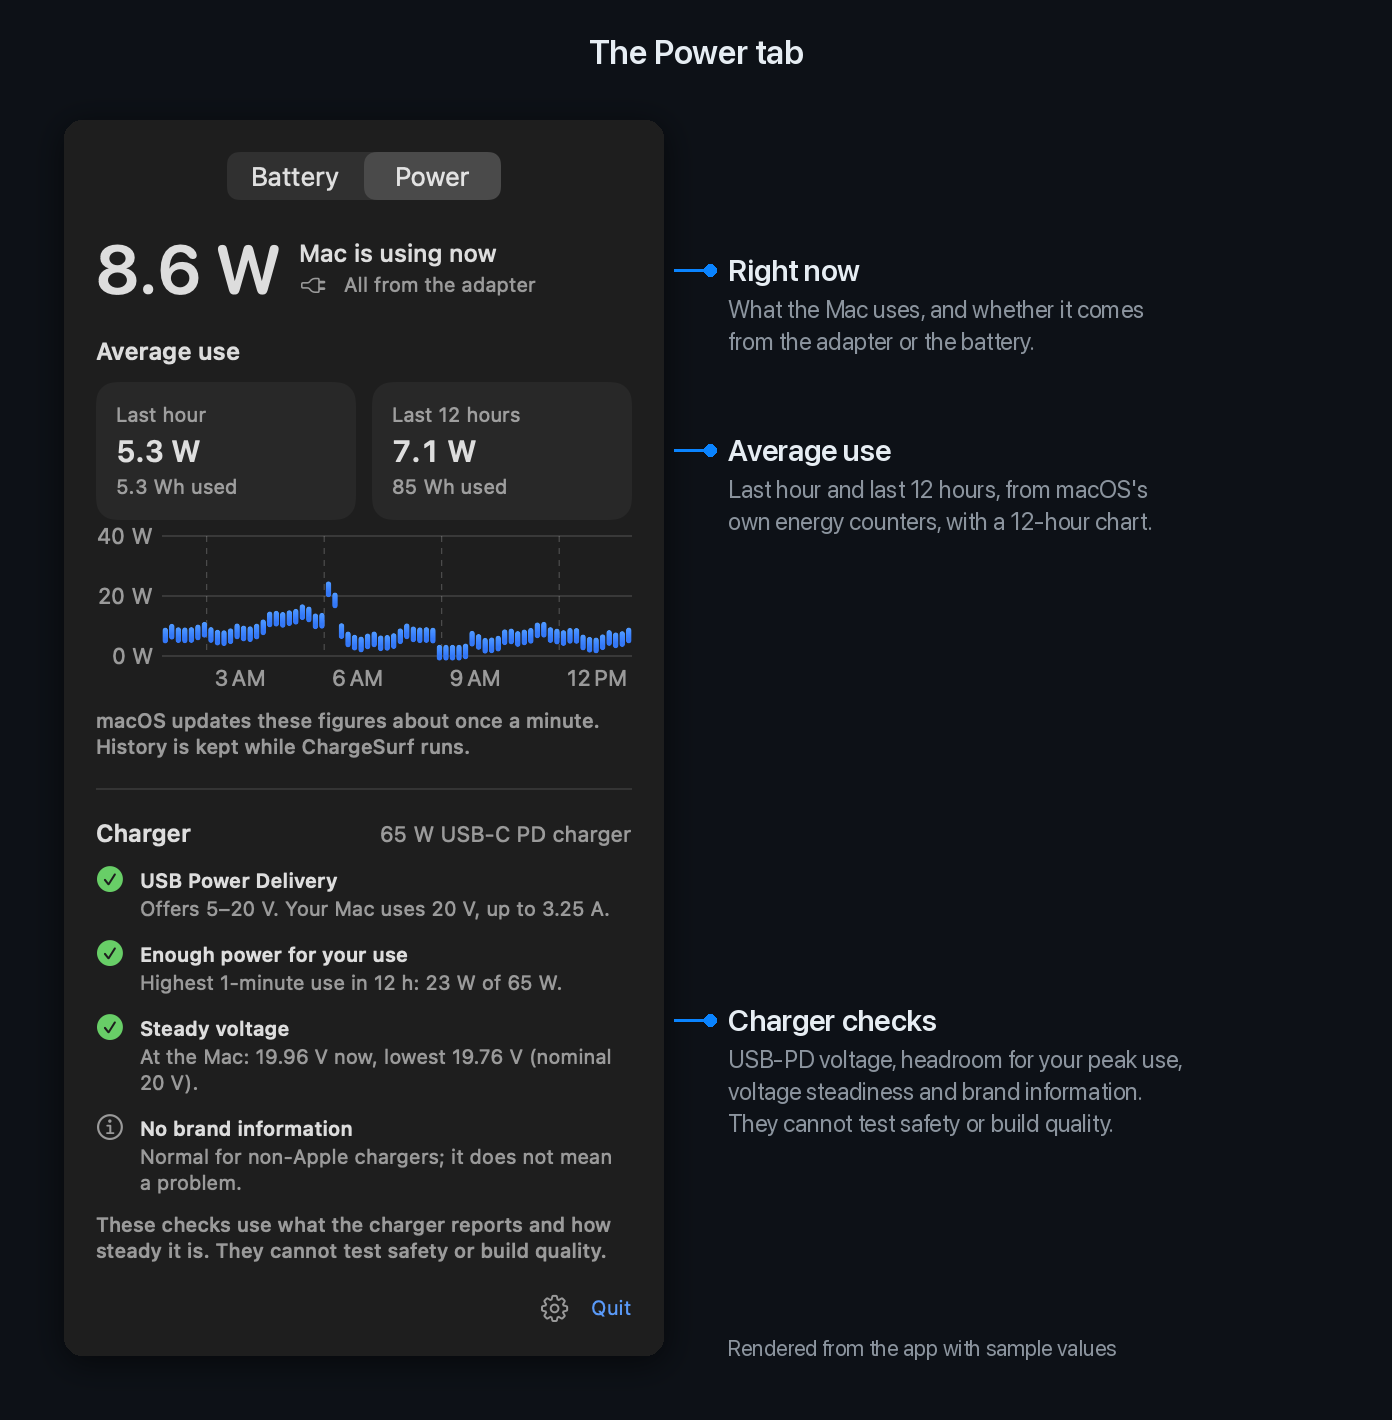 The Power tab
Battery
Power
8.6 W
Mac is using now
All from the adapter
Average use
Last hour
5.3 W
5.3 Wh used
Last 12 hours
7.1 W
85 Wh used
40 W
20 W
0 W
3 AM
6 AM
9 AM
12 PM
macOS updates these figures about once a minute.
History is kept while ChargeSurf runs.
Charger
65 W USB-C PD charger
USB Power Delivery
Offers 5–20 V. Your Mac uses 20 V, up to 3.25 A.
Enough power for your use
Highest 1-minute use in 12 h: 23 W of 65 W.
Steady voltage
At the Mac: 19.96 V now, lowest 19.76 V (nominal
20 V).
No brand information
Normal for non-Apple chargers; it does not mean
a problem.
These checks use what the charger reports and how
steady it is. They cannot test safety or build quality.
Quit
Right now
What the Mac uses, and whether it comes
from the adapter or the battery.
Average use
Last hour and last 12 hours, from macOS's
own energy counters, with a 12-hour chart.
Charger checks
USB-PD voltage, headroom for your peak use,
voltage steadiness and brand information.
They cannot test safety or build quality.
Rendered from the app with sample values